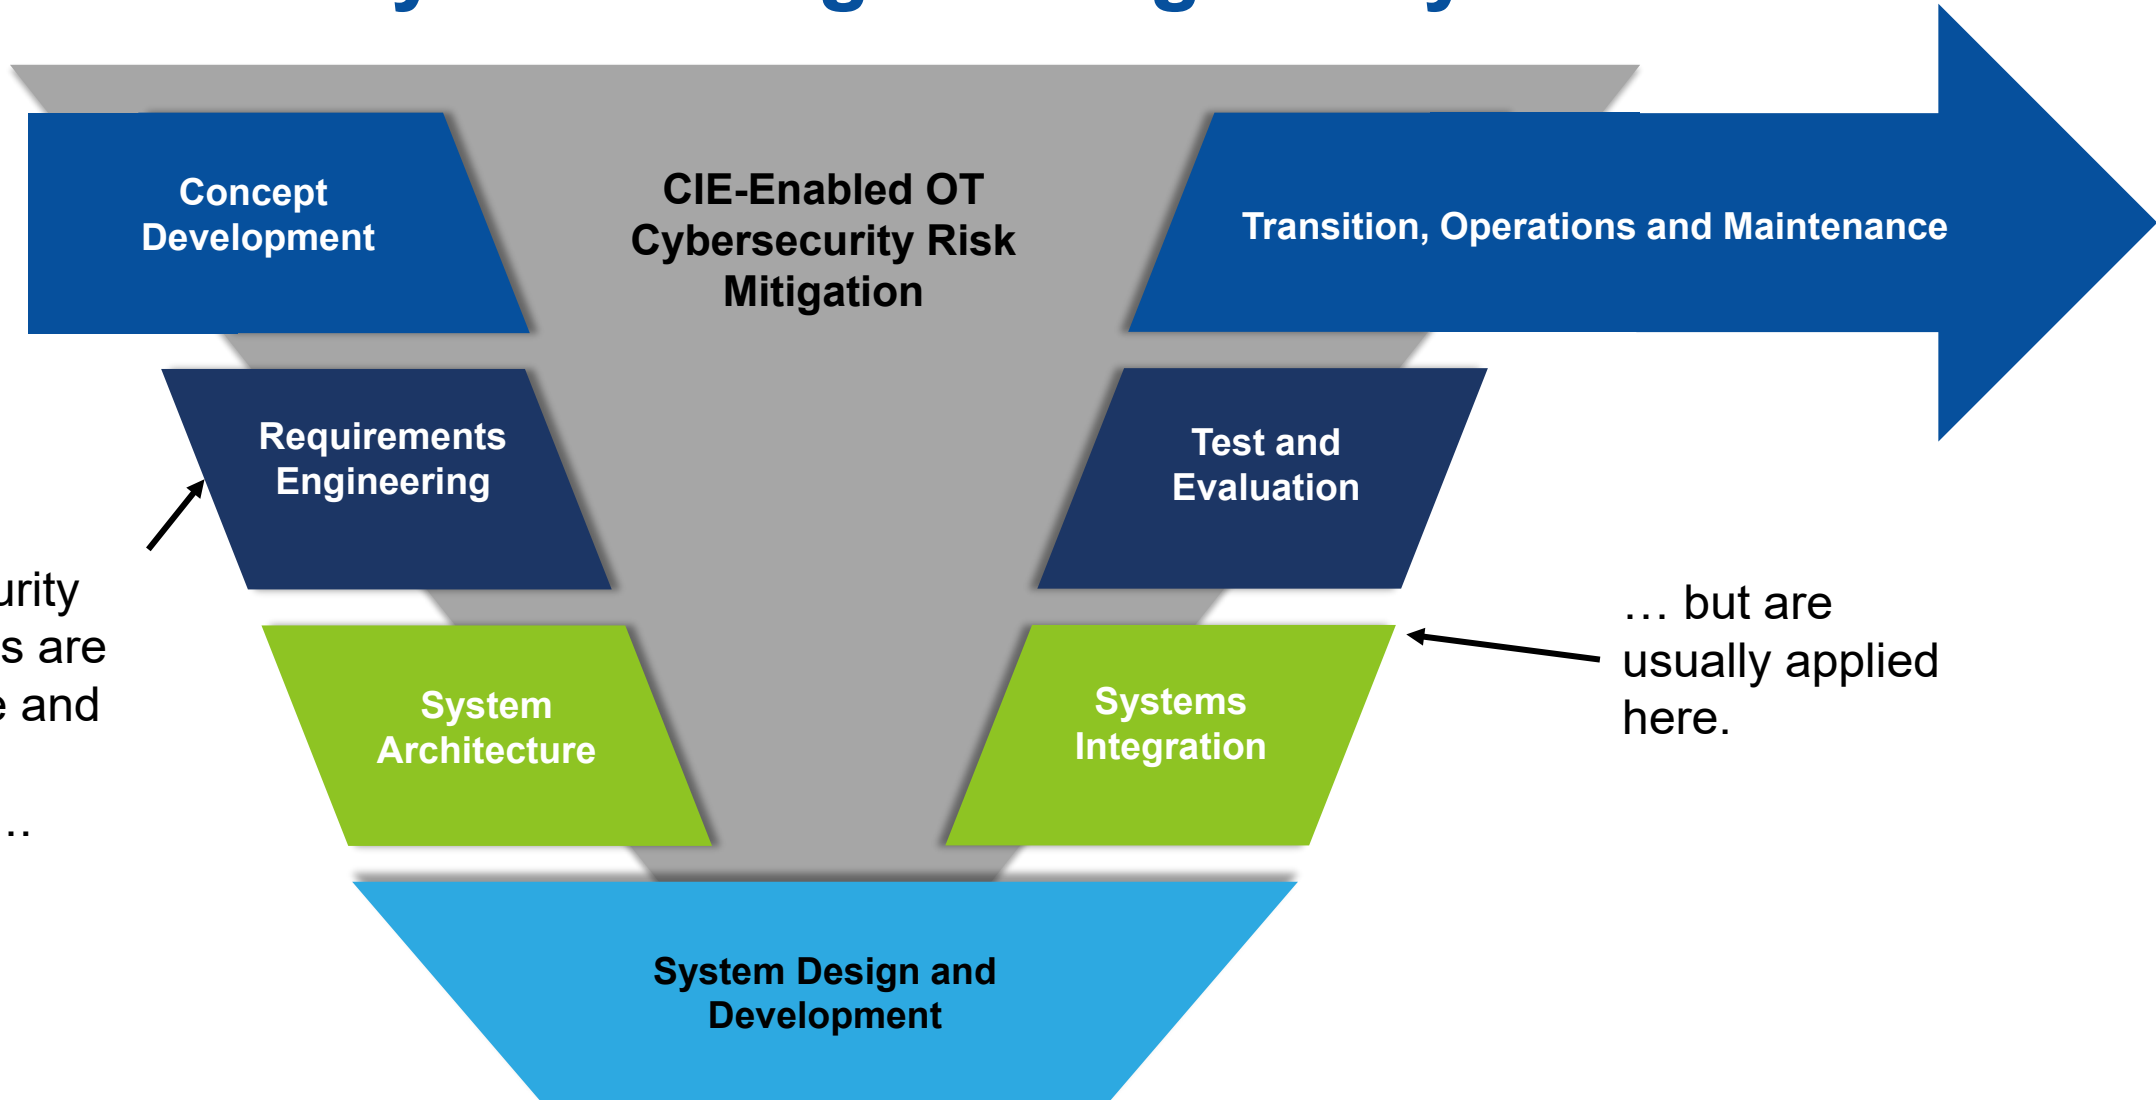 Concept
Development
CIE-Enabled OT
Cybersecurity Risk
Mitigation
Transition, Operations and Maintenance
Requirements
Engineering
Test and
Evaluation
are
and
…
System
Architecture
Systems
Integration
… but are
usually applied
here.
System Design and
Development